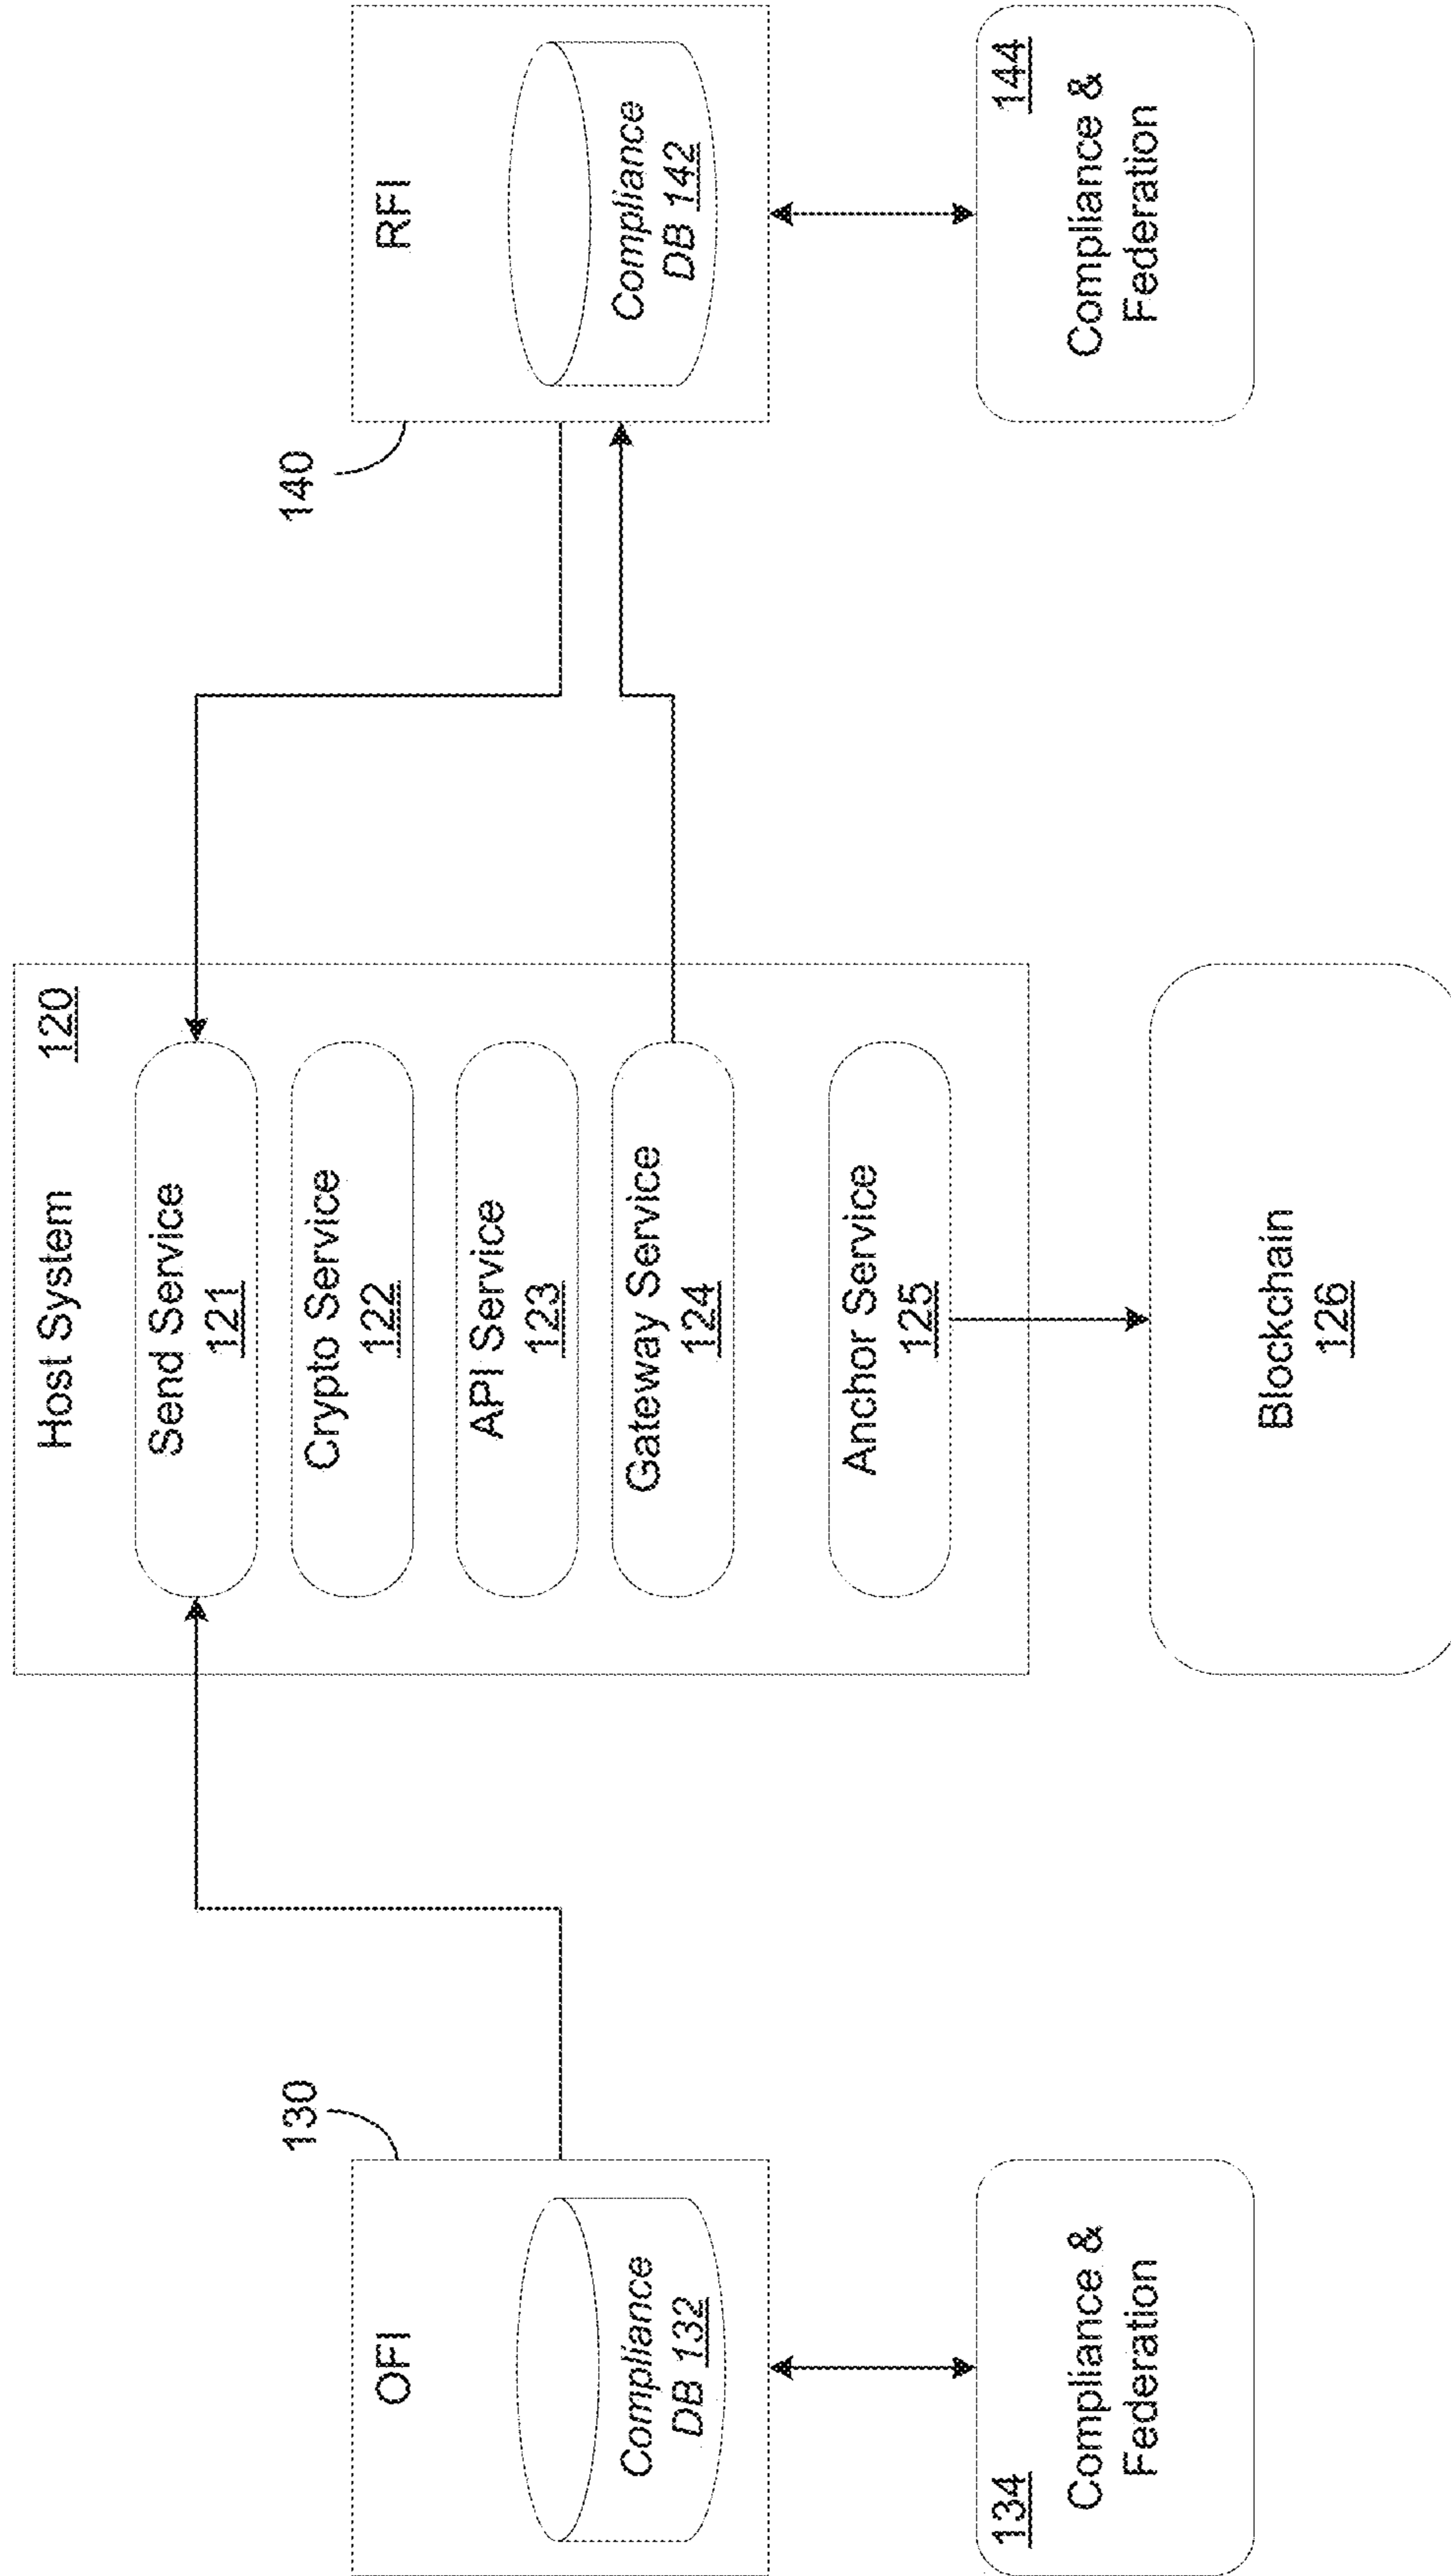 Host System
120
Send Service
121
Crypto Service
122
API Service
123
Gateway Service
124
Anchor Service
125
Blockchain
126
130
OFI
Compliance
DB 132
134
Compliance &
Federation
140
RFI
Compliance
DB 142
144
Compliance &
Federation